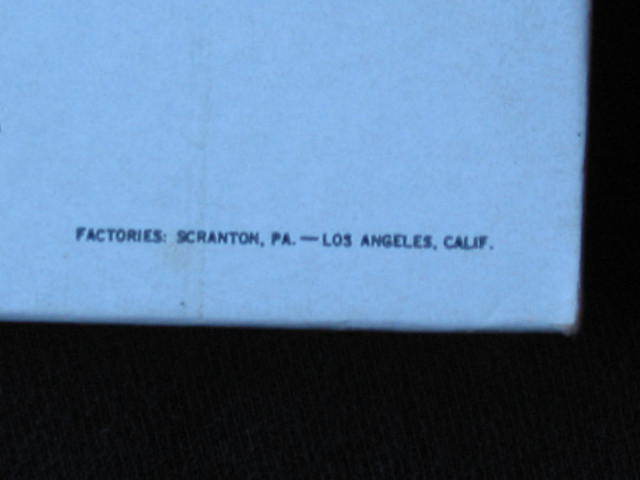 FACTORIES: SCRANTON, PA. — LOS ANGELES, CALIF.